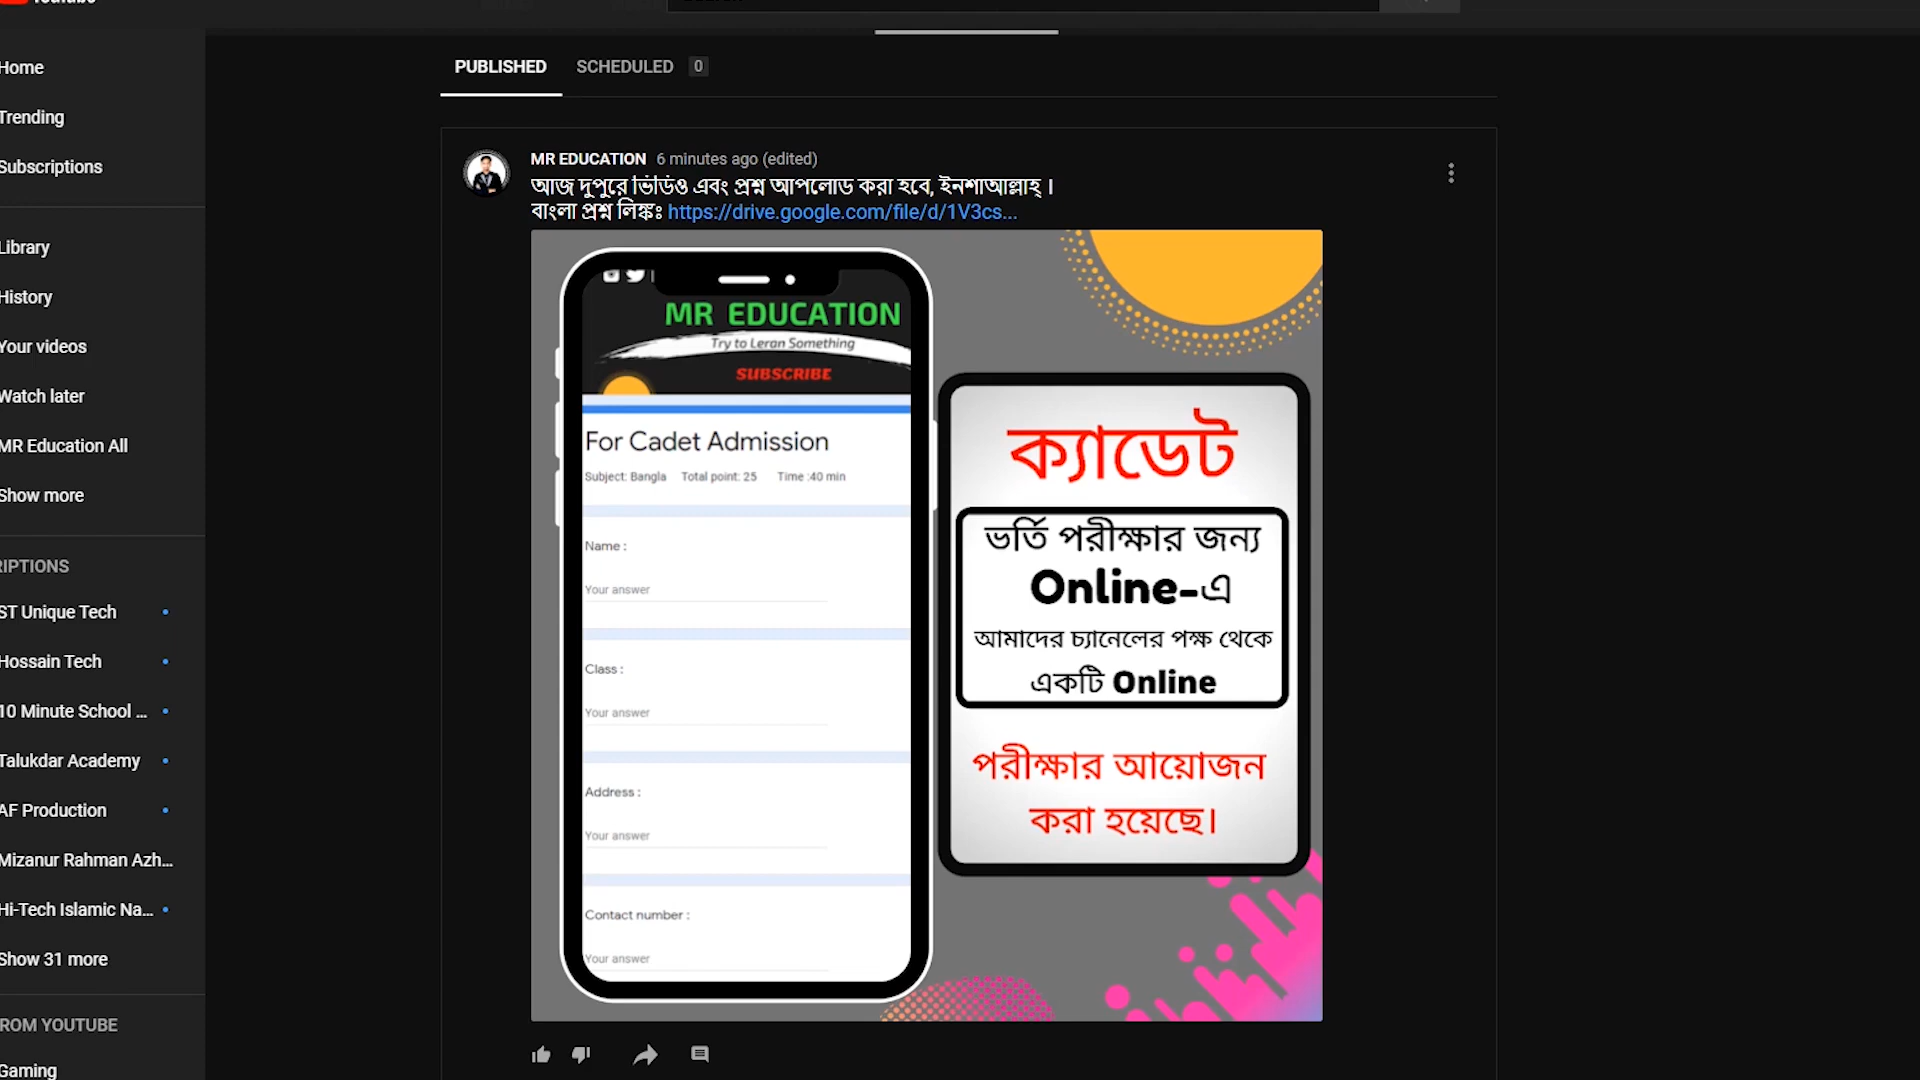 Home
Trending
Subscriptions
Library
History
Your videos
Watch later
MR Education All
Show more
RIPTIONS
ST Unique Tech
Hossain Tech
10 Minute School ...
Talukdar Academy
AF Production
Mizanur Rahman Azh...
Hi-Tech Islamic Na...
Show 31 more
ROM YOUTUBE
Gaming
PUBLISHED SCHEDULED 0
MR EDUCATION 6 minutes ago (edited)
আজ দুপুরে ভিডিও এবং প্রশ্ন আপলোড করা হবে, ইনশাআল্লাহ্।
বাংলা প্রশ্ন লিঙ্কঃ https://drive.google.com/file/d/1V3cs...
MR EDUCATION
Try to Leran Something
SUBSCRIBE
For Cadet Admission
Subject: Bangla Total point: 25 Time :40 min
Name :
Your answer
Class :
Your answer
Address :
Your answer
Contact number :
Your answer
ক্যাডেট
ভর্তি পরীক্ষার জন্য
Online-এ
আমাদের চ্যানেলের পক্ষ থেকে
একটি Online
পরীক্ষার আয়োজন
করা হয়েছে।